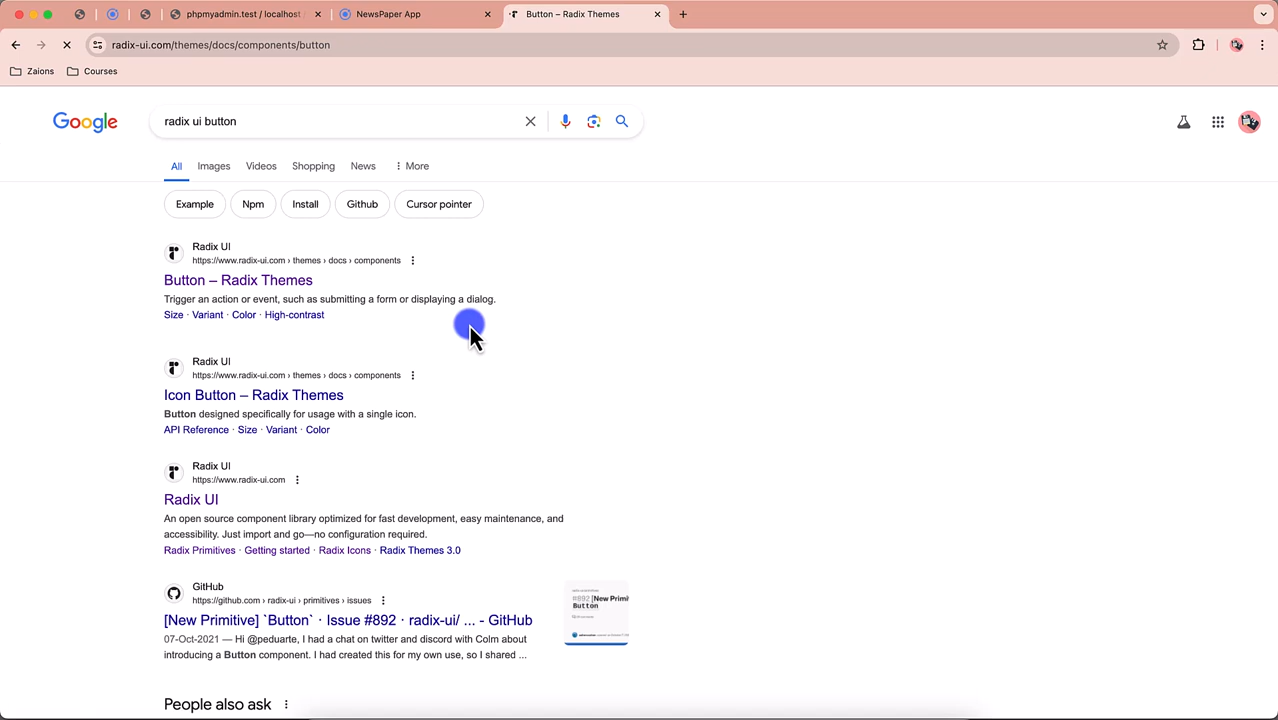 phpmyadmin.test / localhost
NewsPaper App
Button – Radix Themes
radix-ui.com/themes/docs/components/button
Zaions
Courses
Google
radix ui button
All
Images
Videos
Shopping
News
More
Example
Npm
Install
Github
Cursor pointer
Radix UI
https://www.radix-ui.com › themes › docs › components
Button – Radix Themes
Trigger an action or event, such as submitting a form or displaying a dialog.
Size · Variant · Color · High-contrast
Radix UI
https://www.radix-ui.com › themes › docs › components
Icon Button – Radix Themes
Button designed specifically for usage with a single icon.
API Reference · Size · Variant · Color
Radix UI
https://www.radix-ui.com
Radix UI
An open source component library optimized for fast development, easy maintenance, and
accessibility. Just import and go—no configuration required.
Radix Primitives · Getting started · Radix Icons · Radix Themes 3.0
GitHub
https://github.com › radix-ui › primitives › issues
[New Primitive] `Button` · Issue #892 · radix-ui/ ... - GitHub
07-Oct-2021 — Hi @peduarte, I had a chat on twitter and discord with Colm about
introducing a Button component. I had created this for my own use, so I shared ...
#892 [New Primit
Button
People also ask